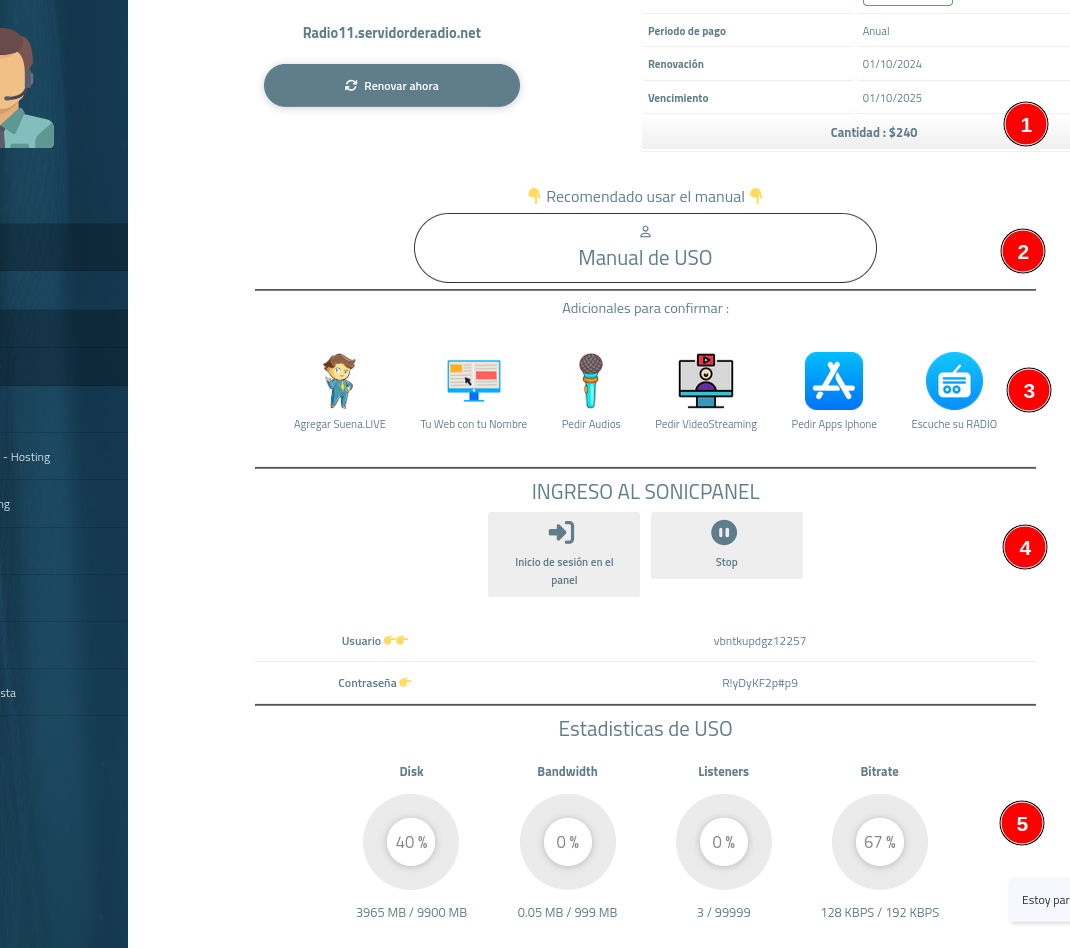 Radio11.servidorderadio.net
Renovar ahora
Periodo de pago Anual
Renovación 01/10/2024
Vencimiento 01/10/2025
Cantidad : $240
1
👇 Recomendado usar el manual 👇
Manual de USO
2
Adicionales para confirmar :
Agregar Suena.LIVE Tu Web con tu Nombre Pedir Audios Pedir VideoStreaming Pedir Apps Iphone Escuche su RADIO
3
- Hosting
ng
INGRESO AL SONICPANEL
Inicio de sesión en el
panel
Stop
4
Usuario 👉👉 vbntkupdgz12257
Contraseña 👉 R!yDyKF2p#p9
sta
Estadisticas de USO
Disk Bandwidth Listeners Bitrate
40 % 0 % 0 % 67 %
5
3965 MB / 9900 MB 0.05 MB / 999 MB 3 / 99999 128 KBPS / 192 KBPS
Estoy par